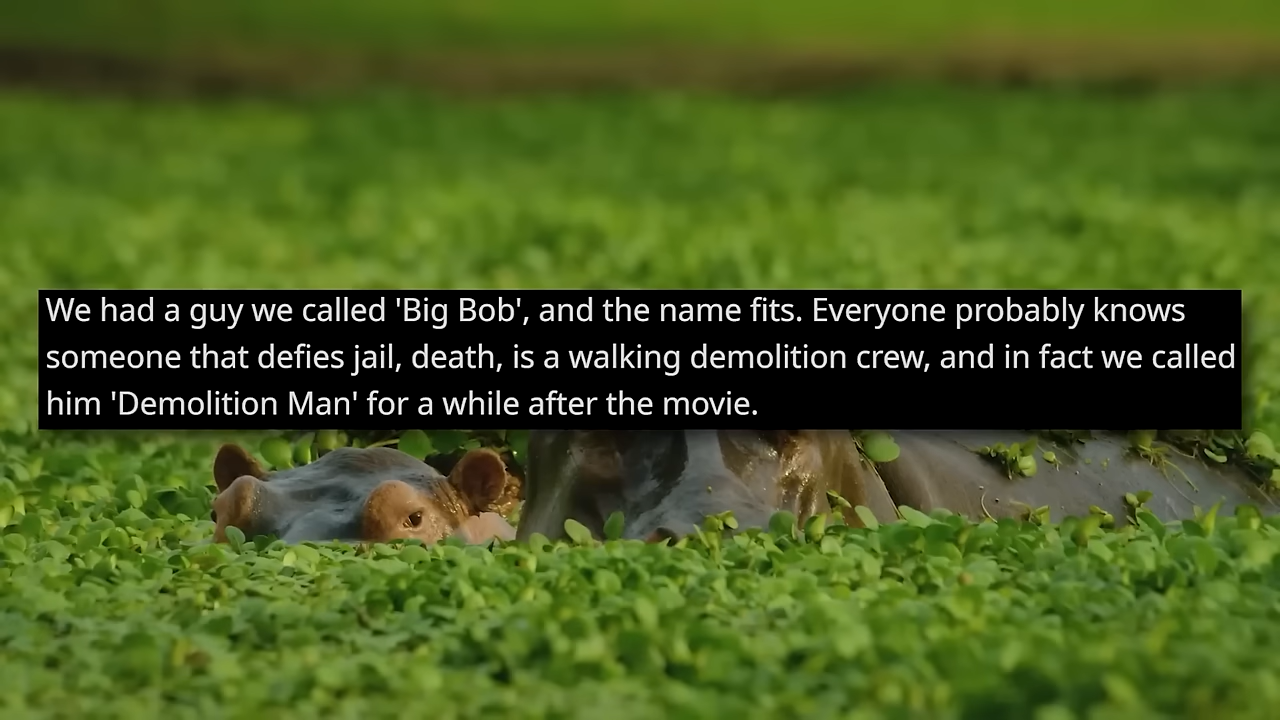 We had a guy we called 'Big Bob', and the name fits. Everyone probably knows
someone that defies jail, death, is a walking demolition crew, and in fact we called
him 'Demolition Man' for a while after the movie.